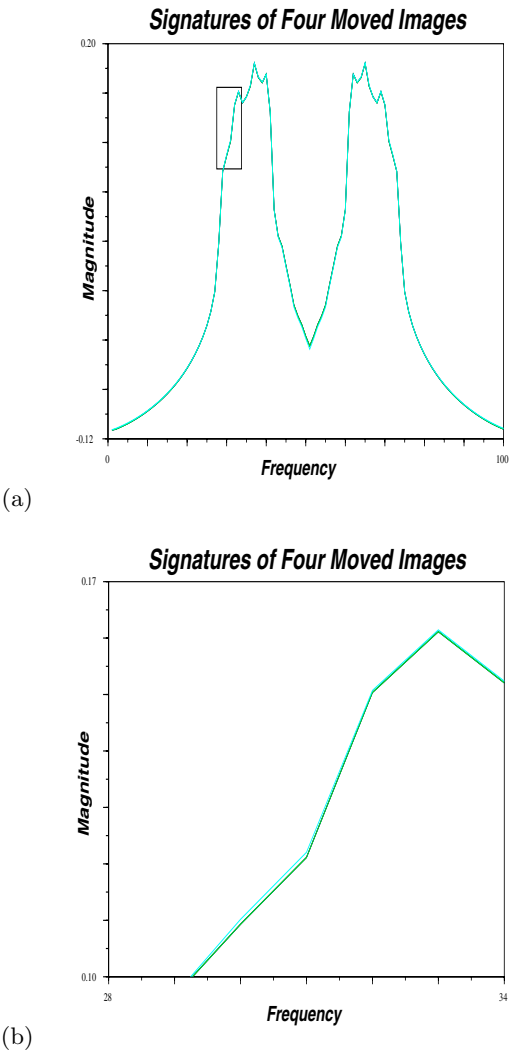 Signatures of Four Moved Images
0.20
Magnitude
-0.12
0
100
Frequency
(a)
Signatures of Four Moved Images
0.17
Magnitude
0.10
28
34
Frequency
(b)